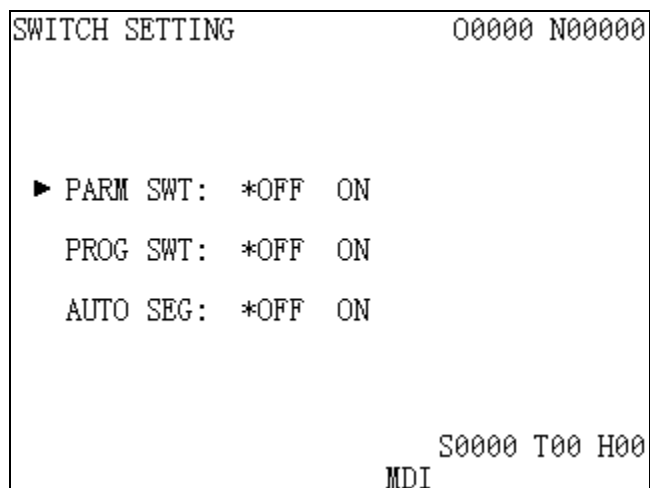 SWITCH SETTING O0000 N00000
► PARM SWT: *OFF ON
PROG SWT: *OFF ON
AUTO SEG: *OFF ON
S0000 T00 H00
MDI